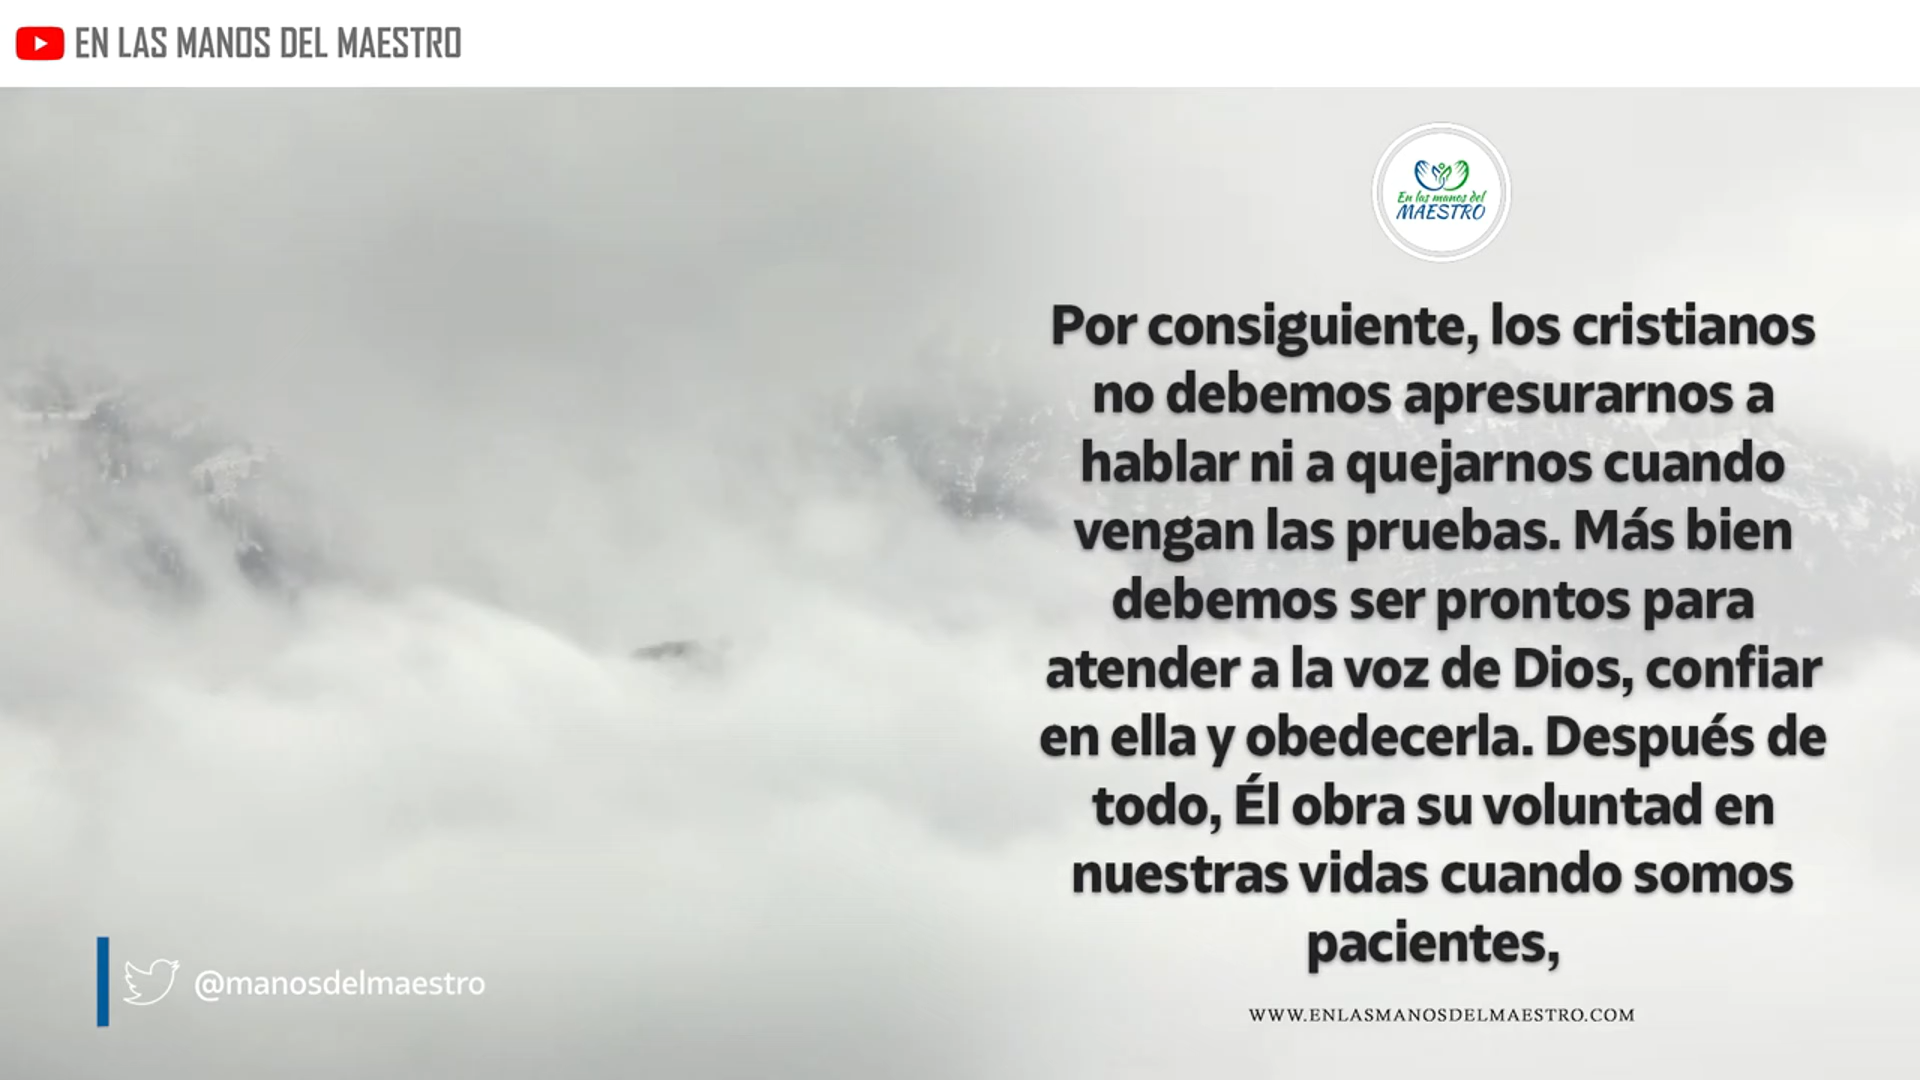 EN LAS MANOS DEL MAESTRO
En las manos del
MAESTRO
Por consiguiente, los cristianos
no debemos apresurarnos a
hablar ni a quejarnos cuando
vengan las pruebas. Más bien
debemos ser prontos para
atender a la voz de Dios, confiar
en ella y obedecerla. Después de
todo, Él obra su voluntad en
nuestras vidas cuando somos
pacientes,
@manosdelmaestro
WWW.ENLASMANOSDELMAESTRO.COM